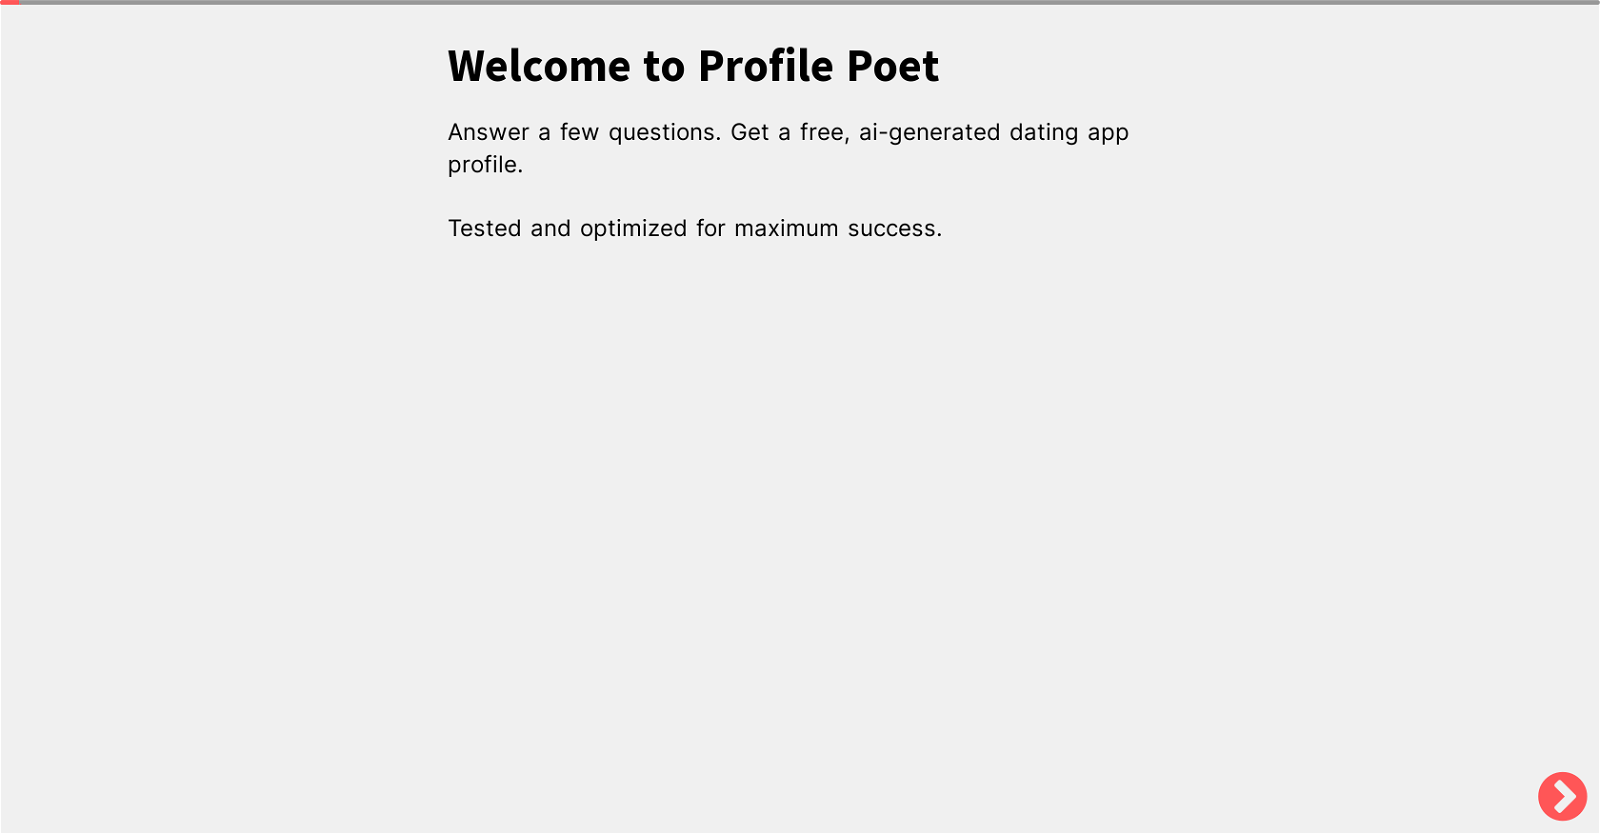 Welcome to Profile Poet
Answer a few questions. Get a free, ai-generated dating app
profile.
Tested and optimized for maximum success.